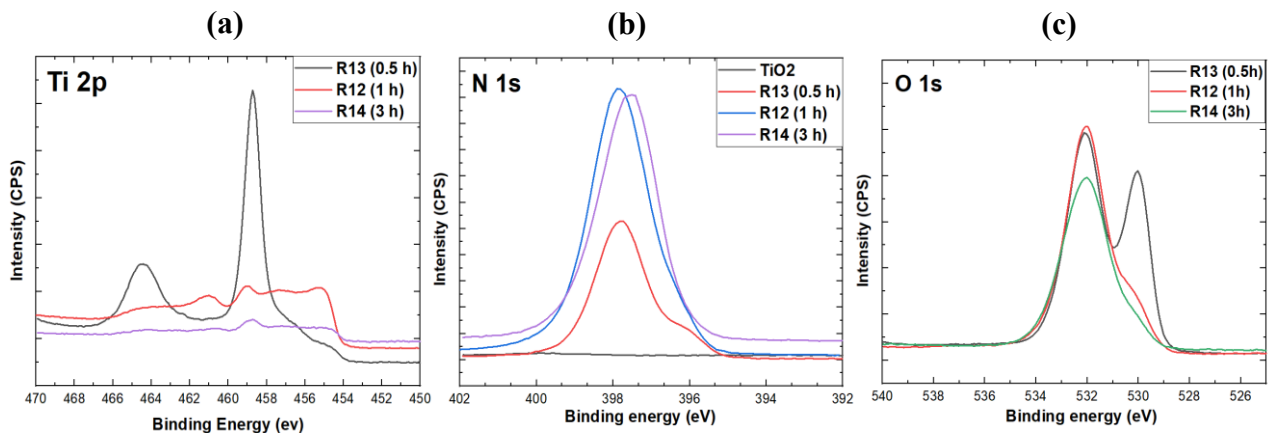 (a)
(b)
(c)
Ti 2p
R13 (0.5 h)
R12 (1 h)
R14 (3 h)
Intensity (CPS)
470 468 466 464 462 460 458 456 454 452 450
Binding Energy (ev)
N 1s
TiO2
R13 (0.5 h)
R12 (1 h)
R14 (3 h)
Intensity (CPS)
402 400 398 396 394 392
Binding energy (eV)
O 1s
R13 (0.5h)
R12 (1h)
R14 (3h)
Intensity (CPS)
540 538 536 534 532 530 528 526
Binding energy (eV)